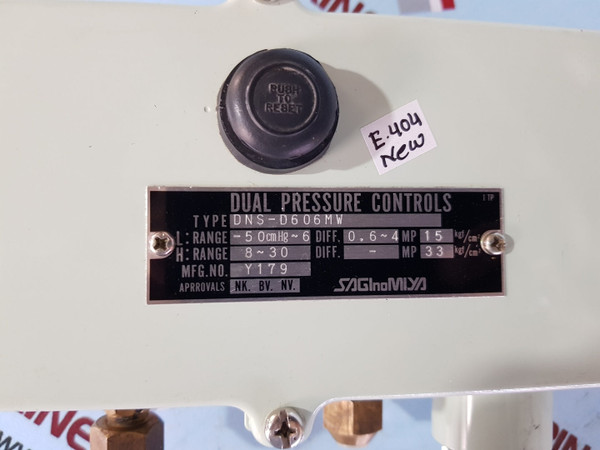 PUSH
TO
RESET
E.404
New
DUAL PRESSURE CONTROLS
TYPE DNS-D606MW
L: RANGE -50cmHg~6 DIFF. 0.6~4 MP 15 kgf/cm²
H: RANGE 8~30 DIFF. - MP 33 kgf/cm²
MFG.NO. Y179
APRROVALS NK. BV. NV. SAGInoMIYA